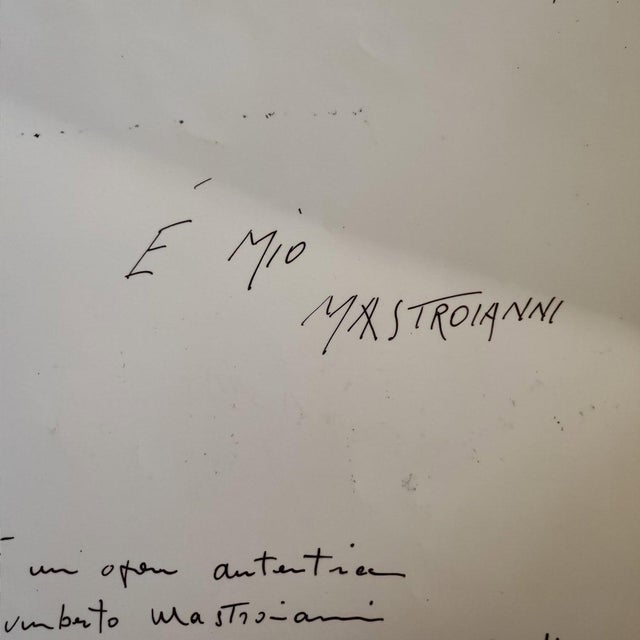 É MIO
MASTROIANNI
un opera autentica
Umberto Mastroianni